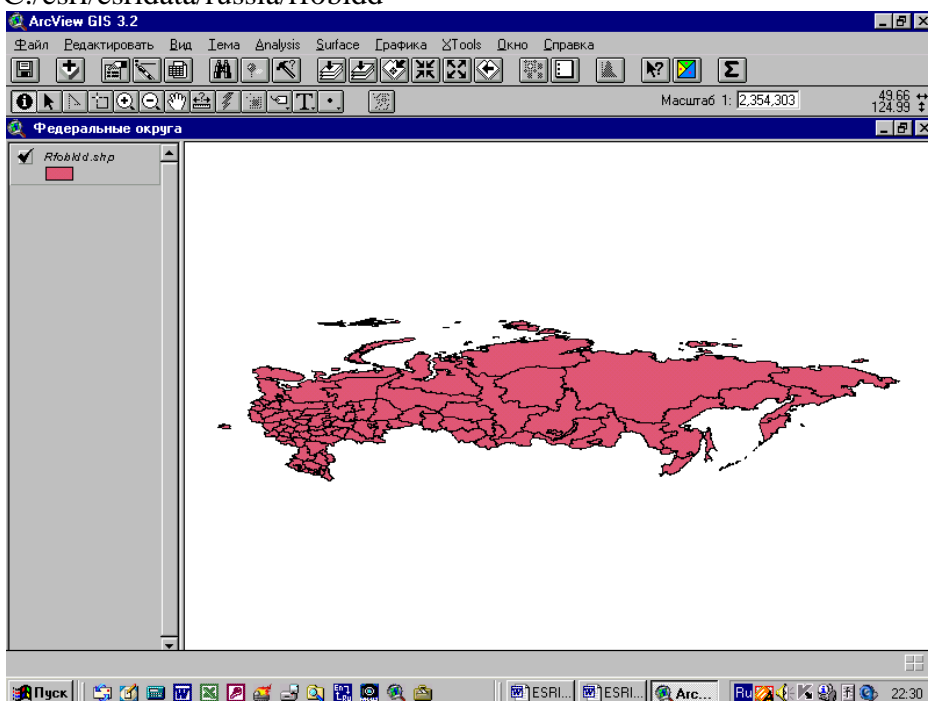 C:/esri/esridata/russia/rfobldd
ArcView GIS 3.2
Файл Редактировать Вид Тема Analysis Surface Графика XTools Окно Справка
Масштаб 1: 2,354,303
49.66
124.99
Федеральные округа
Rfobldd.shp
Пуск ESRI... ESRI... Arc... Ru 22:30